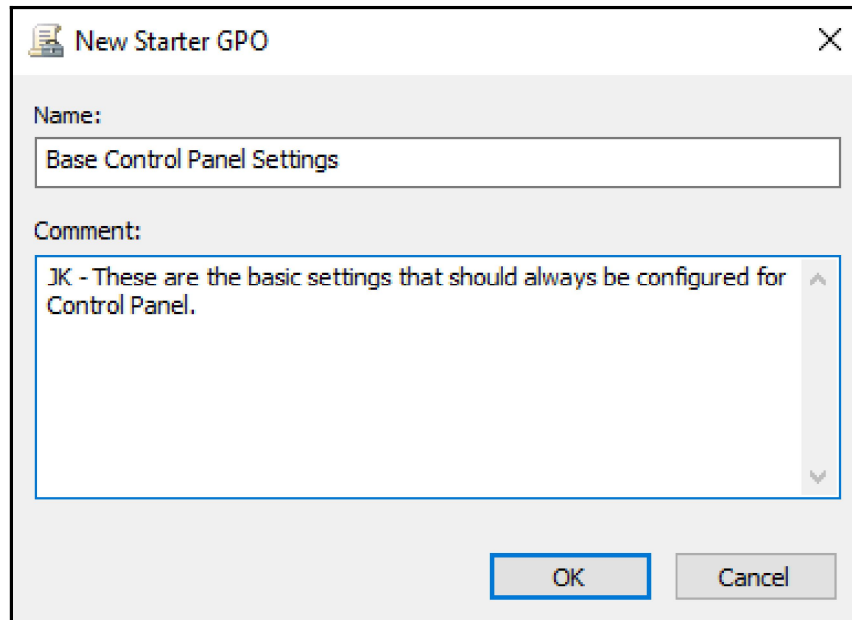 New Starter GPO
Name:
Base Control Panel Settings
Comment:
JK - These are the basic settings that should always be configured for
Control Panel.
OK
Cancel